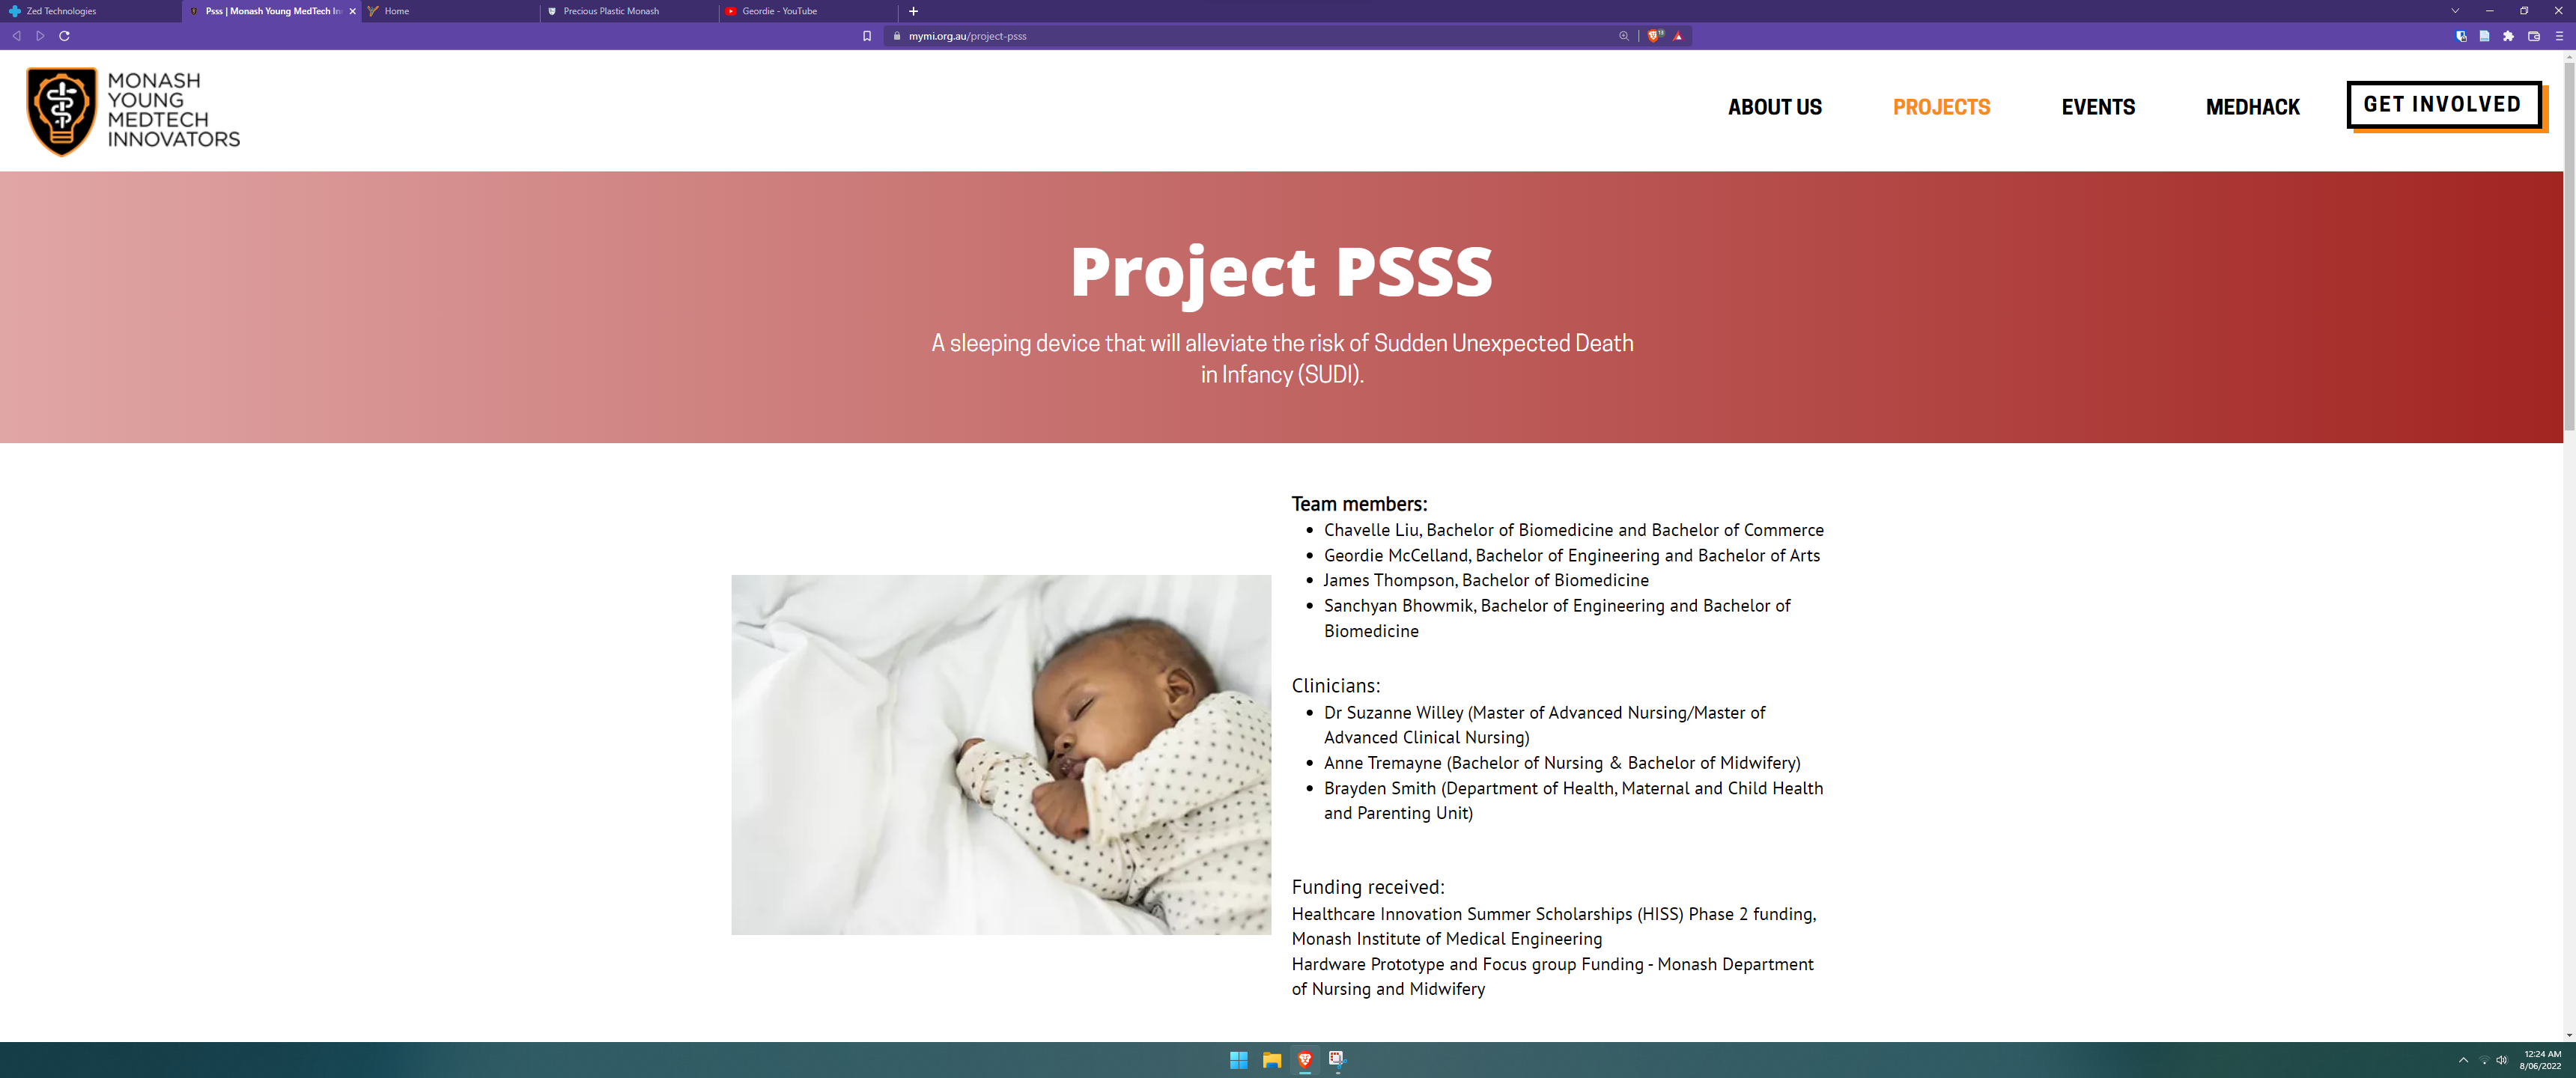 Zed Technologies
Psss | Monash Young MedTech In
Home
Precious Plastic Monash
Geordie - YouTube
mymi.org.au/project-psss
MONASH
YOUNG
MEDTECH
INNOVATORS
ABOUT US
PROJECTS
EVENTS
MEDHACK
GET INVOLVED
Project PSSS
A sleeping device that will alleviate the risk of Sudden Unexpected Death
in Infancy (SUDI).
Team members:
Chavelle Liu, Bachelor of Biomedicine and Bachelor of Commerce
Geordie McCelland, Bachelor of Engineering and Bachelor of Arts
James Thompson, Bachelor of Biomedicine
Sanchyan Bhowmik, Bachelor of Engineering and Bachelor of
Biomedicine
Clinicians:
Dr Suzanne Willey (Master of Advanced Nursing/Master of
Advanced Clinical Nursing)
Anne Tremayne (Bachelor of Nursing & Bachelor of Midwifery)
Brayden Smith (Department of Health, Maternal and Child Health
and Parenting Unit)
Funding received:
Healthcare Innovation Summer Scholarships (HISS) Phase 2 funding,
Monash Institute of Medical Engineering
Hardware Prototype and Focus group Funding - Monash Department
of Nursing and Midwifery
12:24 AM
8/06/2022